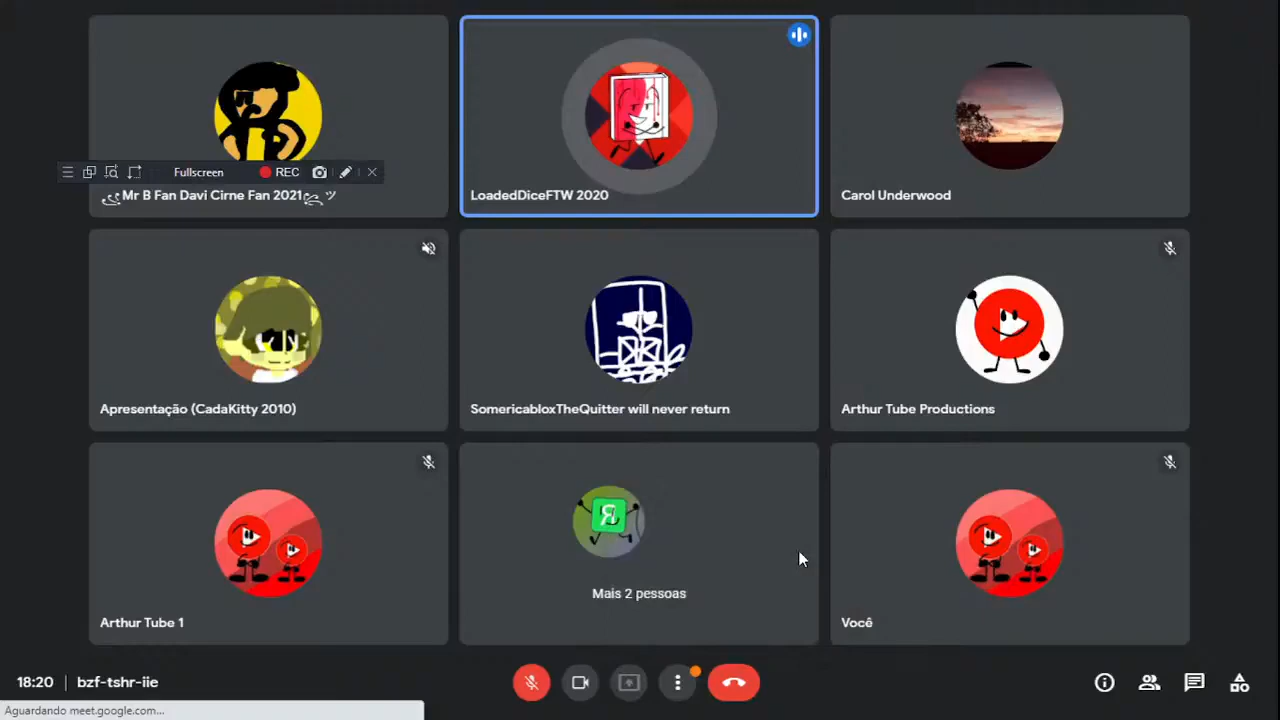 Fullscreen REC
꧁Mr B Fan Davi Cirne Fan 2021꧂ツ
LoadedDiceFTW 2020
Carol Underwood
Apresentação (CadaKitty 2010)
SomericabloxTheQuitter will never return
Arthur Tube Productions
Arthur Tube 1
Я
Mais 2 pessoas
Você
18:20 | bzf-tshr-iie
Aguardando meet.google.com...